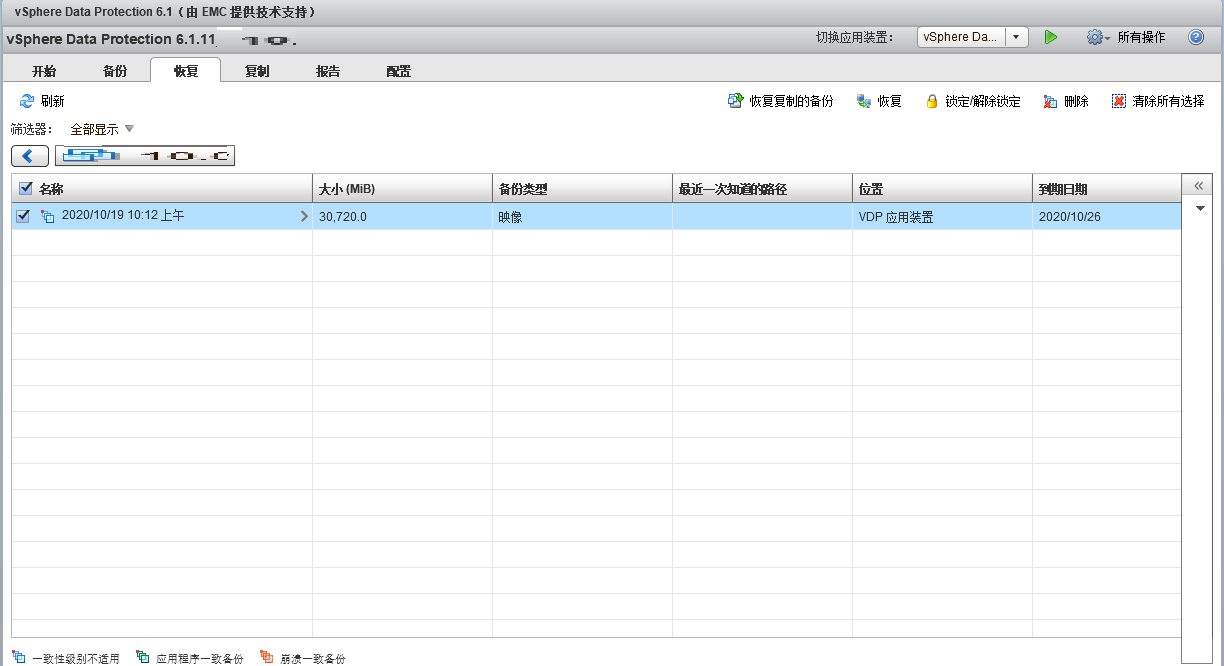 vSphere Data Protection 6.1（由 EMC 提供技术支持）
vSphere Data Protection 6.1.11
切换应用装置： vSphere Da... 所有操作
开始 备份 恢复 复制 报告 配置
刷新 恢复复制的备份 恢复 锁定/解除锁定 删除 清除所有选择
筛选器： 全部显示
名称 大小 (MiB) 备份类型 最近一次知道的路径 位置 到期日期
2020/10/19 10:12 上午 30,720.0 映像 VDP 应用装置 2020/10/26
一致性级别不适用 应用程序一致备份 崩溃一致备份